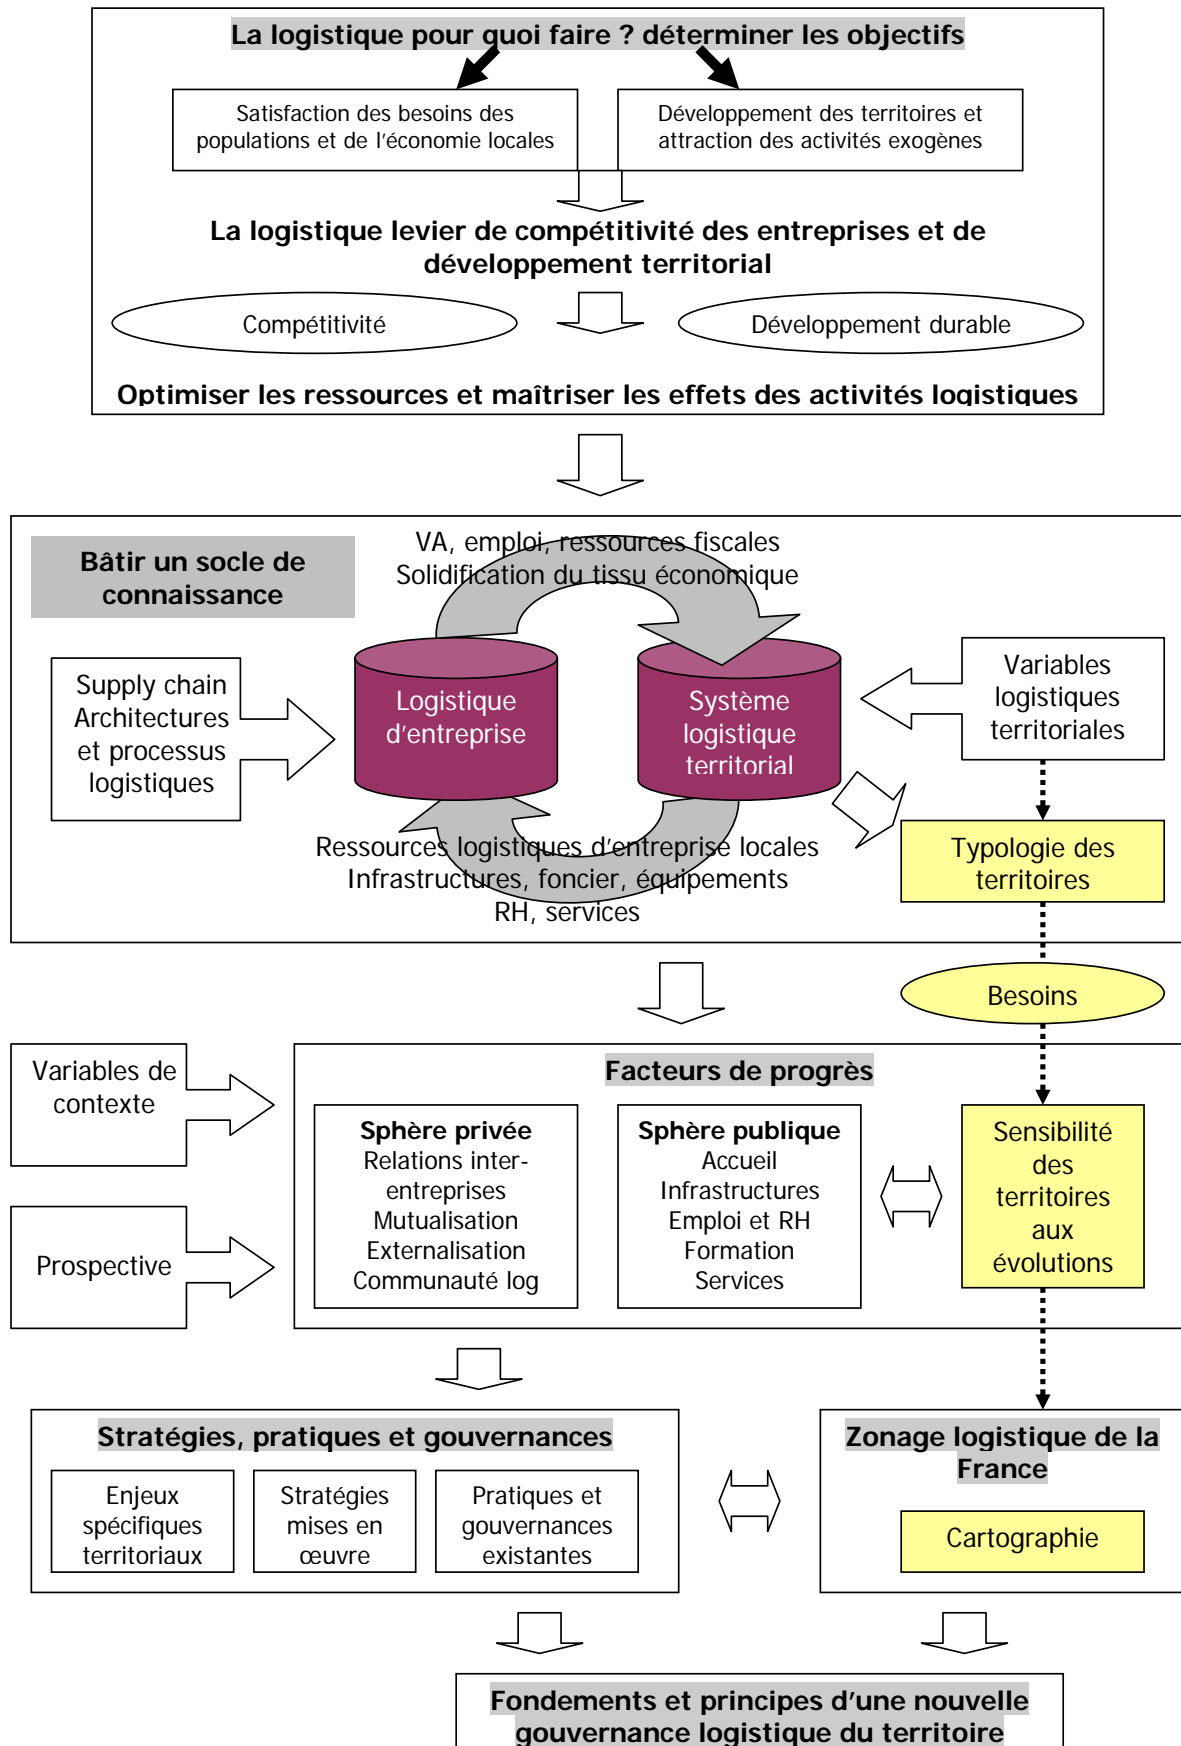 La logistique pour quoi faire ? déterminer les objectifs
Satisfaction des besoins des
populations et de l'économie locales
Développement des territoires et
attraction des activités exogènes
La logistique levier de compétitivité des entreprises et de
développement territorial
Compétitivité
Développement durable
Optimiser les ressources et maîtriser les effets des activités logistiques
Bâtir un socle de
connaissance
VA, emploi, ressources fiscales
Solidification du tissu économique
Supply chain
Architectures
et processus
logistiques
Logistique
d'entreprise
Système
logistique
territorial
Variables
logistiques
territoriales
Ressources logistiques d'entreprise locales
Infrastructures, foncier, équipements
RH, services
Typologie des
territoires
Besoins
Variables de
contexte
Prospective
Facteurs de progrès
Sphère privée
Relations inter-
entreprises
Mutualisation
Externalisation
Communauté log
Sphère publique
Accueil
Infrastructures
Emploi et RH
Formation
Services
Sensibilité
des
territoires
aux
évolutions
Stratégies, pratiques et gouvernances
Enjeux
spécifiques
territoriaux
Stratégies
mises en
œuvre
Pratiques et
gouvernances
existantes
Zonage logistique de la
France
Cartographie
Fondements et principes d'une nouvelle
gouvernance logistique du territoire